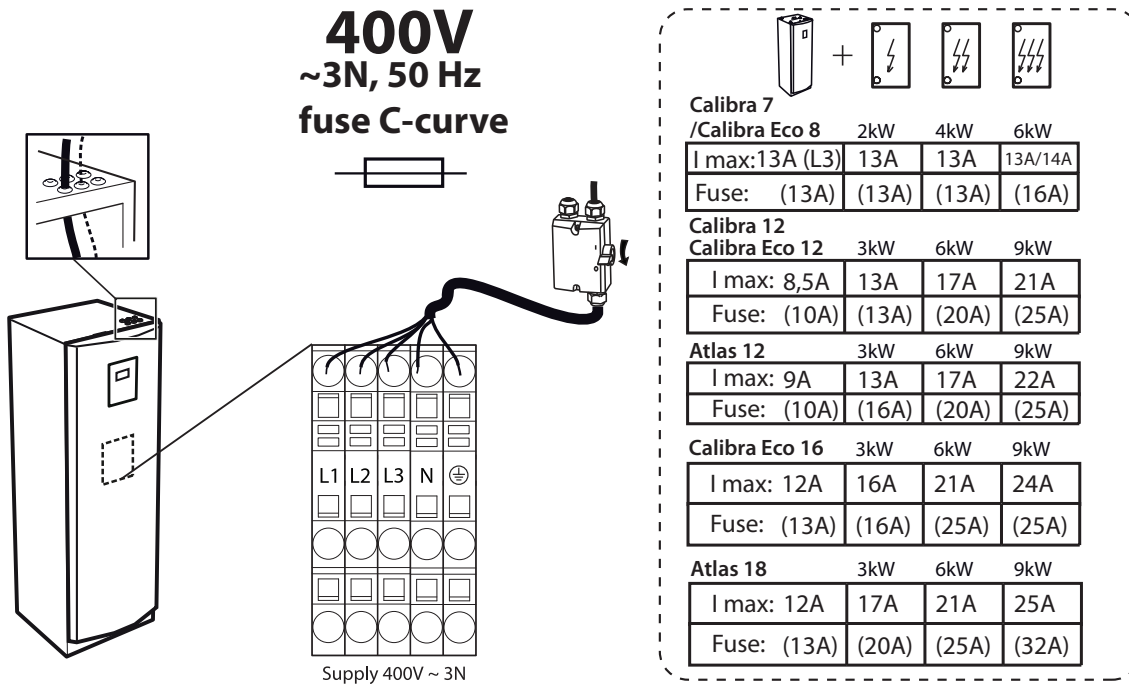 400V
~3N, 50 Hz
fuse C-curve
L1 L2 L3 N
Supply 400V ~ 3N
+
Calibra 7
/Calibra Eco 8 2kW 4kW 6kW
I max:13A (L3) 13A 13A 13A/14A
Fuse: (13A) (13A) (13A) (16A)
Calibra 12
Calibra Eco 12 3kW 6kW 9kW
I max: 8,5A 13A 17A 21A
Fuse: (10A) (13A) (20A) (25A)
Atlas 12 3kW 6kW 9kW
I max: 9A 13A 17A 22A
Fuse: (10A) (16A) (20A) (25A)
Calibra Eco 16 3kW 6kW 9kW
I max: 12A 16A 21A 24A
Fuse: (13A) (16A) (25A) (25A)
Atlas 18 3kW 6kW 9kW
I max: 12A 17A 21A 25A
Fuse: (13A) (20A) (25A) (32A)